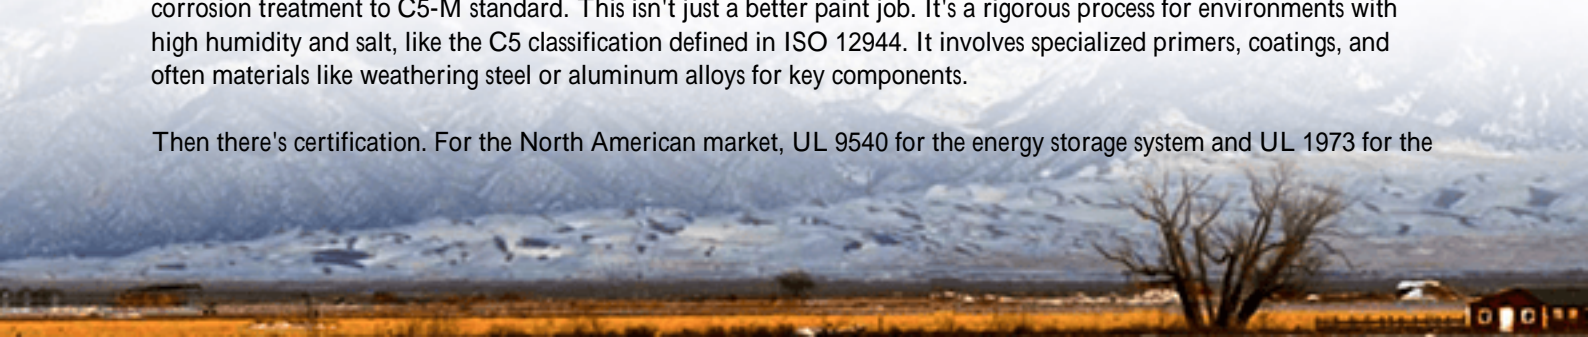 corrosion treatment to C5-M standard. This isn't just a better paint job. It's a rigorous process for environments with
high humidity and salt, like the C5 classification defined in ISO 12944. It involves specialized primers, coatings, and
often materials like weathering steel or aluminum alloys for key components.
Then there's certification. For the North American market, UL 9540 for the energy storage system and UL 1973 for the